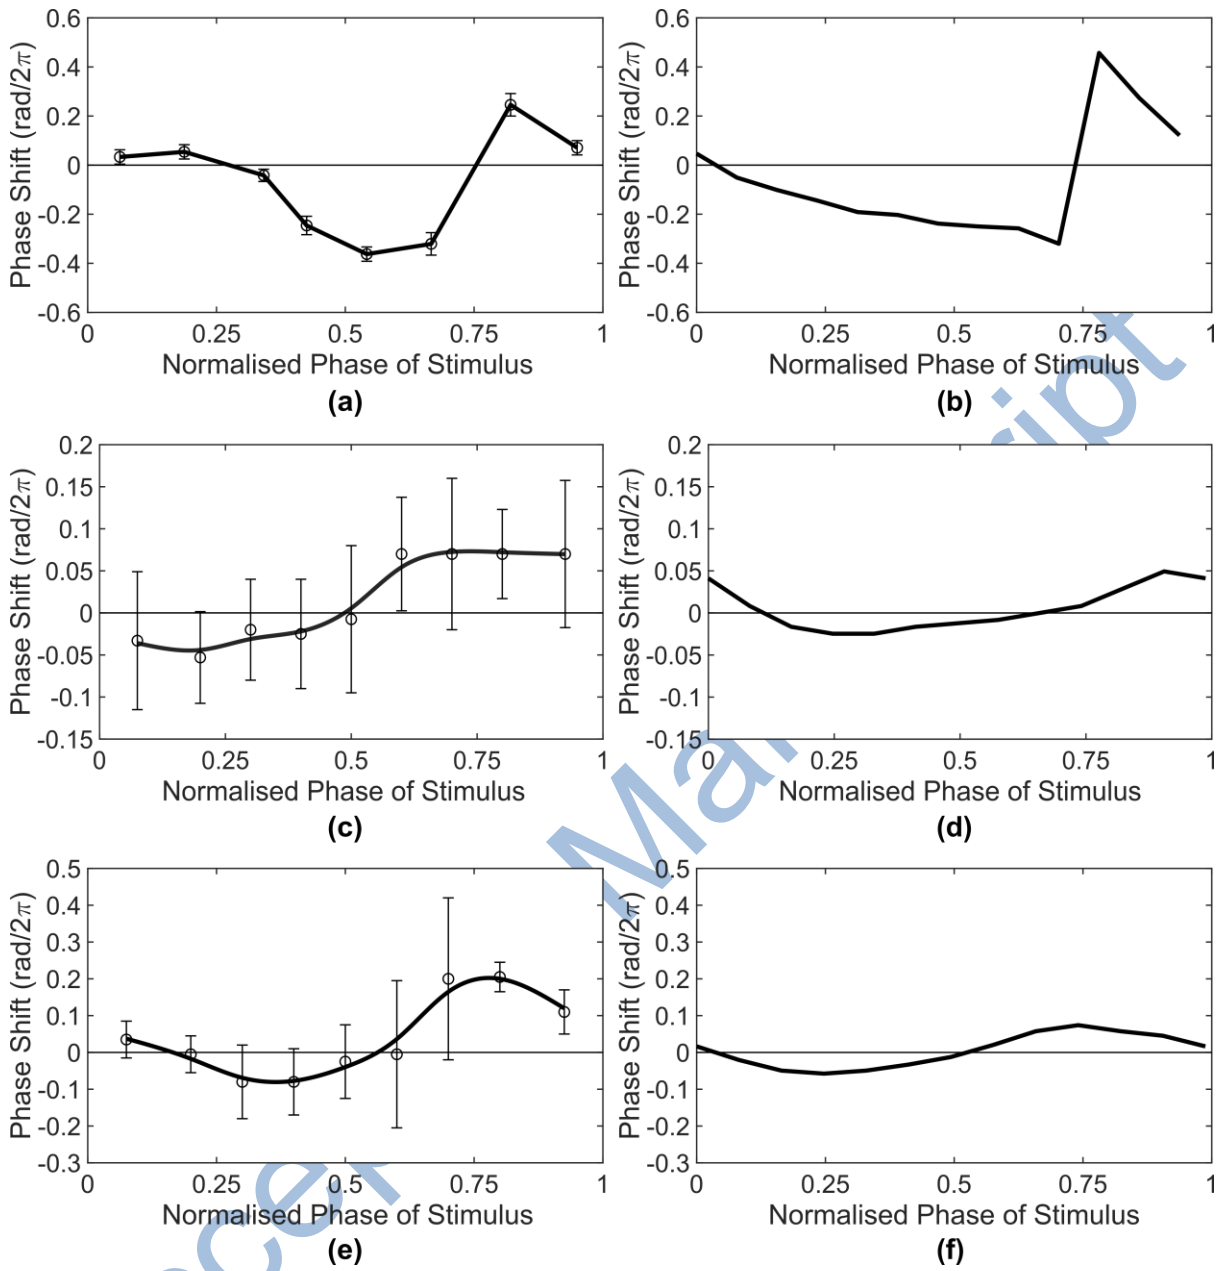 0.6
0.4
0.2
0
-0.2
-0.4
-0.6
Phase Shift (rad/2π)
0 0.25 0.5 0.75 1
Normalised Phase of Stimulus
(a)
0.6
0.4
0.2
0
-0.2
-0.4
-0.6
Phase Shift (rad/2π)
0 0.25 0.5 0.75 1
Normalised Phase of Stimulus
(b)
0.2
0.15
0.1
0.05
0
-0.05
-0.1
-0.15
Phase Shift (rad/2π)
0 0.25 0.5 0.75 1
Normalised Phase of Stimulus
(c)
0.2
0.15
0.1
0.05
0
-0.05
-0.1
-0.15
Phase Shift (rad/2π)
0 0.25 0.5 0.75 1
Normalised Phase of Stimulus
(d)
0.5
0.4
0.3
0.2
0.1
0
-0.1
-0.2
-0.3
Phase Shift (rad/2π)
0 0.25 0.5 0.75 1
Normalised Phase of Stimulus
(e)
0.5
0.4
0.3
0.2
0.1
0
-0.1
-0.2
-0.3
Phase Shift (rad/2π)
0 0.25 0.5 0.75 1
Normalised Phase of Stimulus
(f)